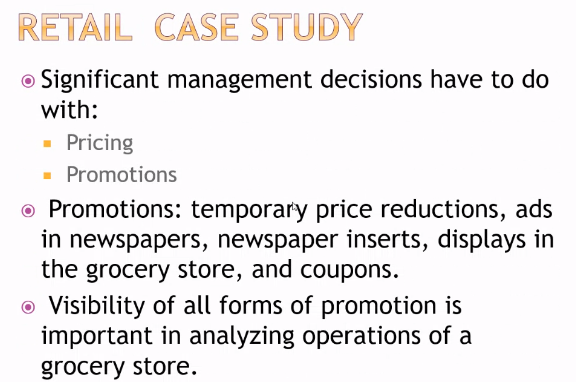 RETAIL CASE STUDY
Significant management decisions have to do
with:
Pricing
Promotions
Promotions: temporary price reductions, ads
in newspapers, newspaper inserts, displays in
the grocery store, and coupons.
Visibility of all forms of promotion is
important in analyzing operations of a
grocery store.